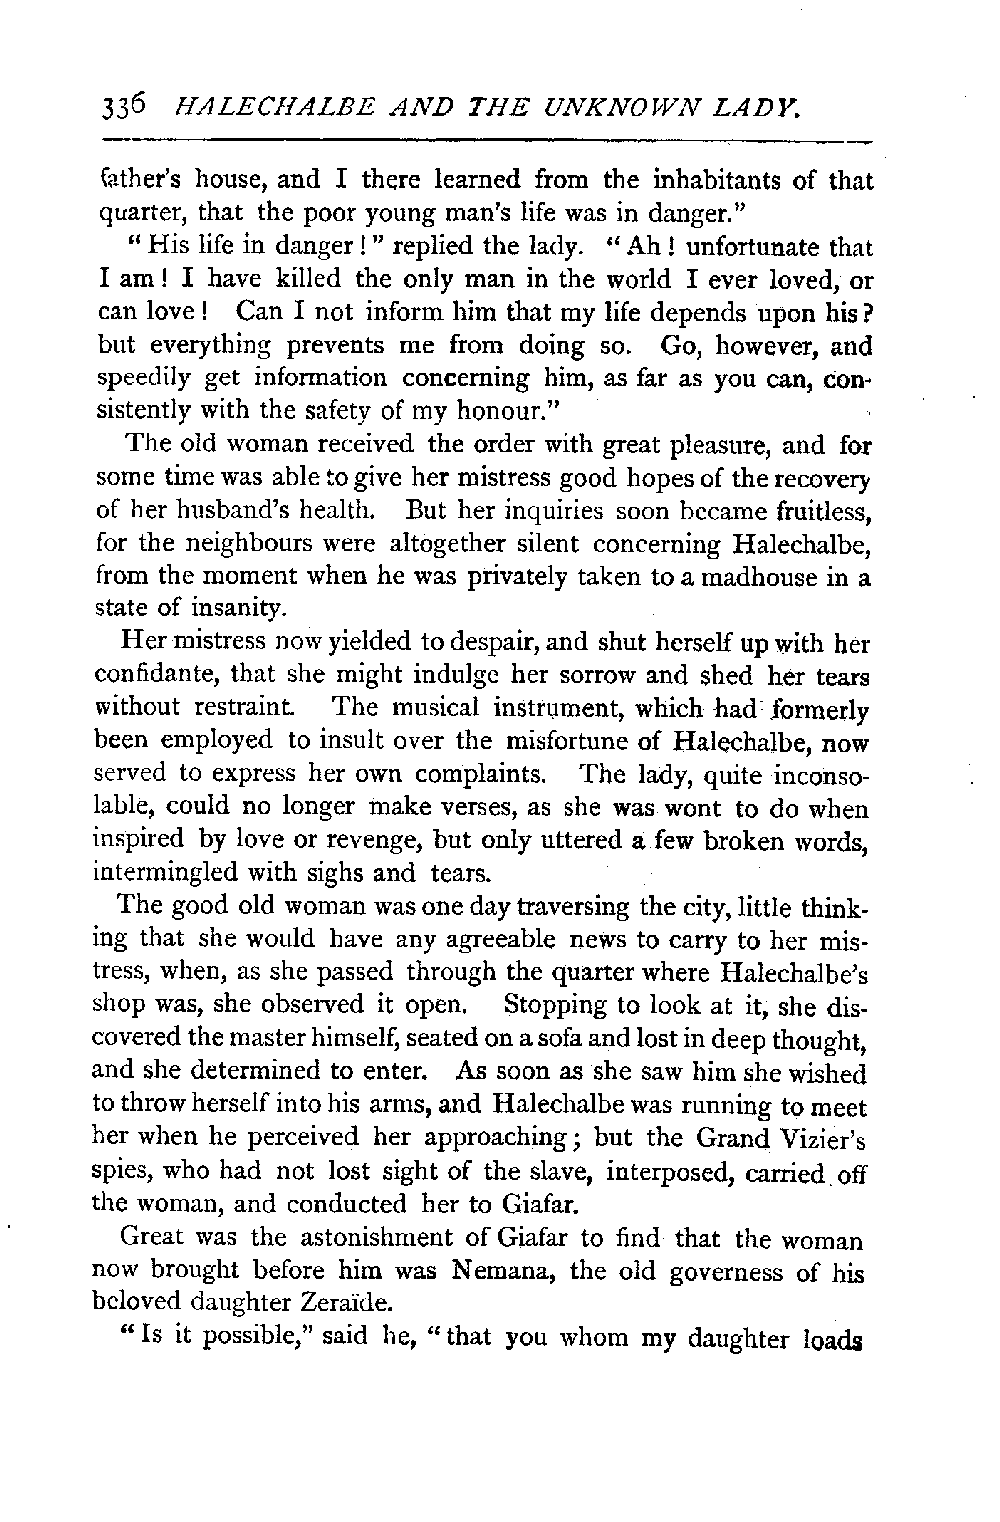 336 HALECHALBE AND THE UNKNOWN LADY.
father's house, and I there learned from the inhabitants of that
quarter, that the poor young man's life was in danger."
"His life in danger!" replied the lady. "Ah! unfortunate that
I am! I have killed the only man in the world I ever loved, or
can love! Can I not inform him that my life depends upon his?
but everything prevents me from doing so. Go, however, and
speedily get information concerning him, as far as you can, con-
sistently with the safety of my honour."
The old woman received the order with great pleasure, and for
some time was able to give her mistress good hopes of the recovery
of her husband's health. But her inquiries soon became fruitless,
for the neighbours were altogether silent concerning Halechalbe,
from the moment when he was privately taken to a madhouse in a
state of insanity.
Her mistress now yielded to despair, and shut herself up with her
confidante, that she might indulge her sorrow and shed her tears
without restraint. The musical instrument, which had formerly
been employed to insult over the misfortune of Halechalbe, now
served to express her own complaints. The lady, quite inconso-
lable, could no longer make verses, as she was wont to do when
inspired by love or revenge, but only uttered a few broken words,
intermingled with sighs and tears.
The good old woman was one day traversing the city, little think-
ing that she would have any agreeable news to carry to her mis-
tress, when, as she passed through the quarter where Halechalbe's
shop was, she observed it open. Stopping to look at it, she dis-
covered the master himself, seated on a sofa and lost in deep thought,
and she determined to enter. As soon as she saw him she wished
to throw herself into his arms, and Halechalbe was running to meet
her when he perceived her approaching; but the Grand Vizier's
spies, who had not lost sight of the slave, interposed, carried off
the woman, and conducted her to Giafar.
Great was the astonishment of Giafar to find that the woman
now brought before him was Nemana, the old governess of his
beloved daughter Zeraïde.
"Is it possible," said he, "that you whom my daughter loads